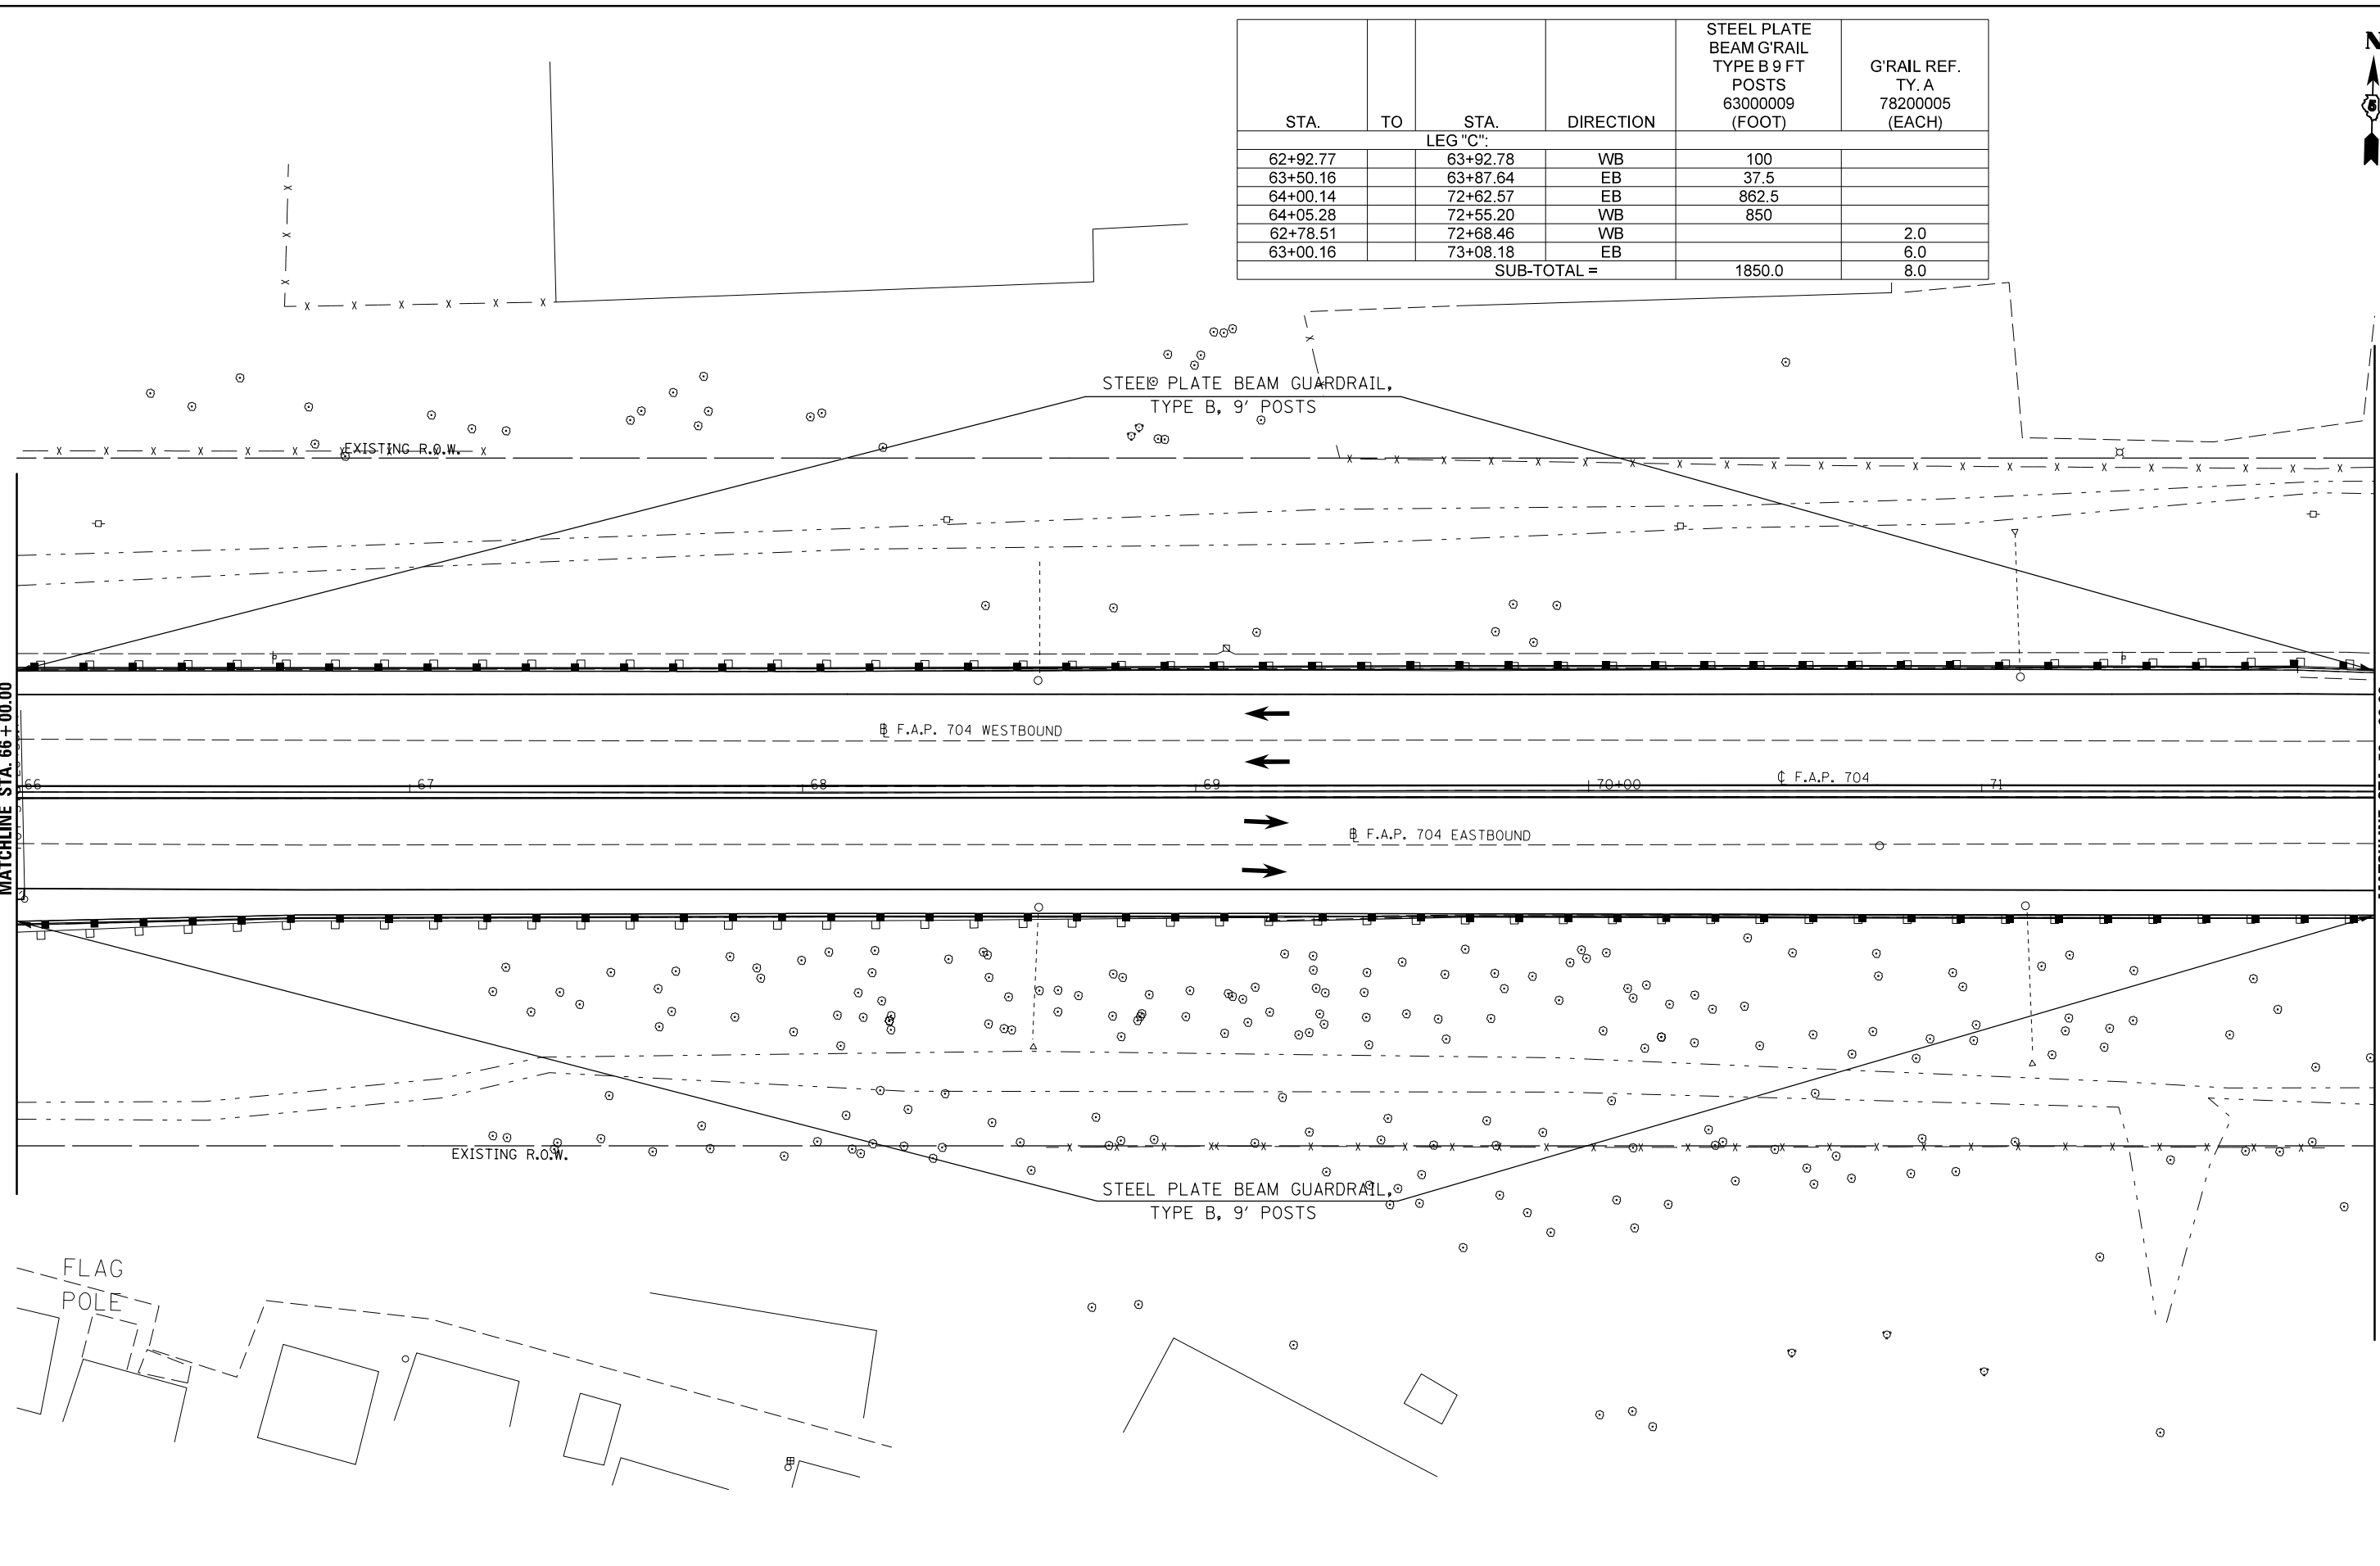 STEEL PLATE
BEAM G'RAIL
TYPE B 9 FT
POSTS
63000009
(FOOT)
G'RAIL REF.
TY. A
78200005
(EACH)
STA. TO STA. DIRECTION
LEG "C":
62+92.77 63+92.78 WB 100
63+50.16 63+87.64 EB 37.5
64+00.14 72+62.57 EB 862.5
64+05.28 72+55.20 WB 850
62+78.51 72+68.46 WB 2.0
63+00.16 73+08.18 EB 6.0
SUB-TOTAL = 1850.0 8.0
N
STEEL PLATE BEAM GUARDRAIL,
TYPE B, 9' POSTS
EXISTING R.O.W.
MATCHLINE STA. 66+00.00
℄ F.A.P. 704 WESTBOUND
66 67 68 69 70+00 71
℄ F.A.P. 704
℄ F.A.P. 704 EASTBOUND
EXISTING R.O.W.
STEEL PLATE BEAM GUARDRAIL,
TYPE B, 9' POSTS
FLAG
POLE